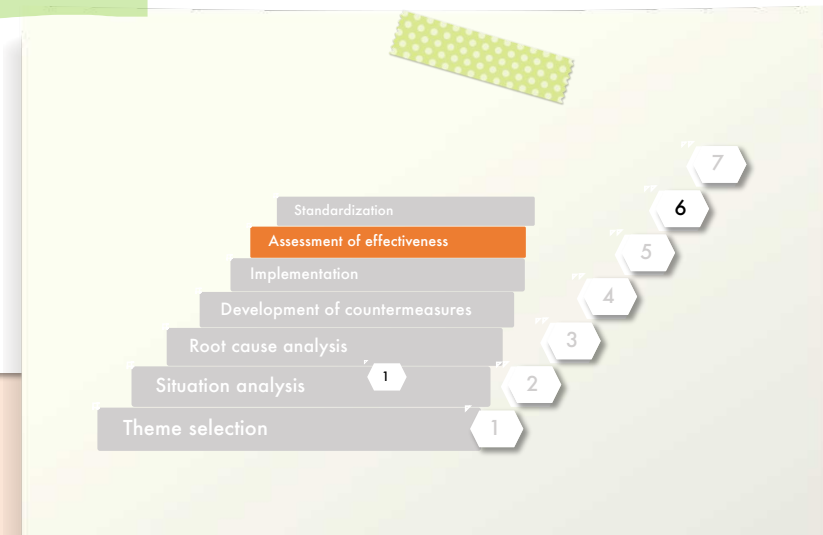 7
Standardization
6
Assessment of effectiveness
5
Implementation
4
Development of countermeasures
3
Root cause analysis
1
Situation analysis
2
Theme selection
1